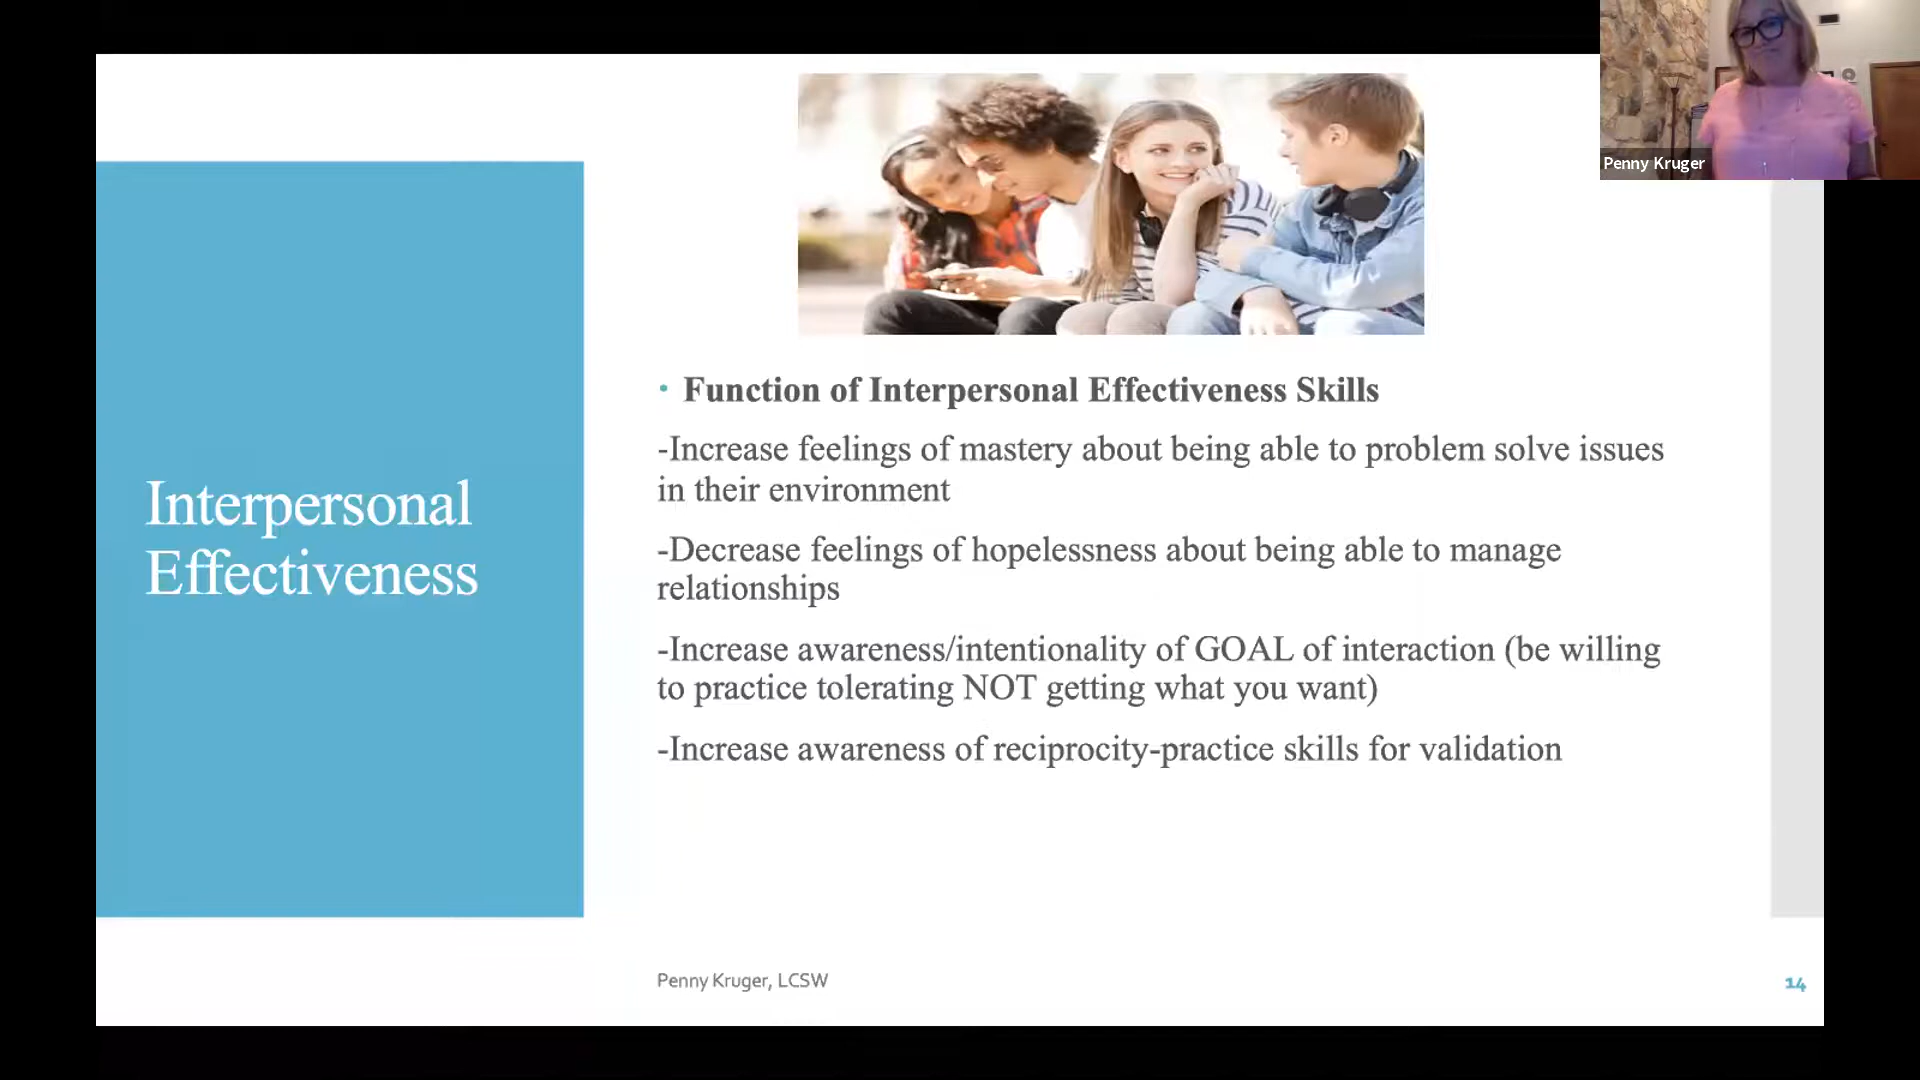 Penny Kruger
Interpersonal
Effectiveness
• Function of Interpersonal Effectiveness Skills
-Increase feelings of mastery about being able to problem solve issues
in their environment
-Decrease feelings of hopelessness about being able to manage
relationships
-Increase awareness/intentionality of GOAL of interaction (be willing
to practice tolerating NOT getting what you want)
-Increase awareness of reciprocity-practice skills for validation
Penny Kruger, LCSW
14